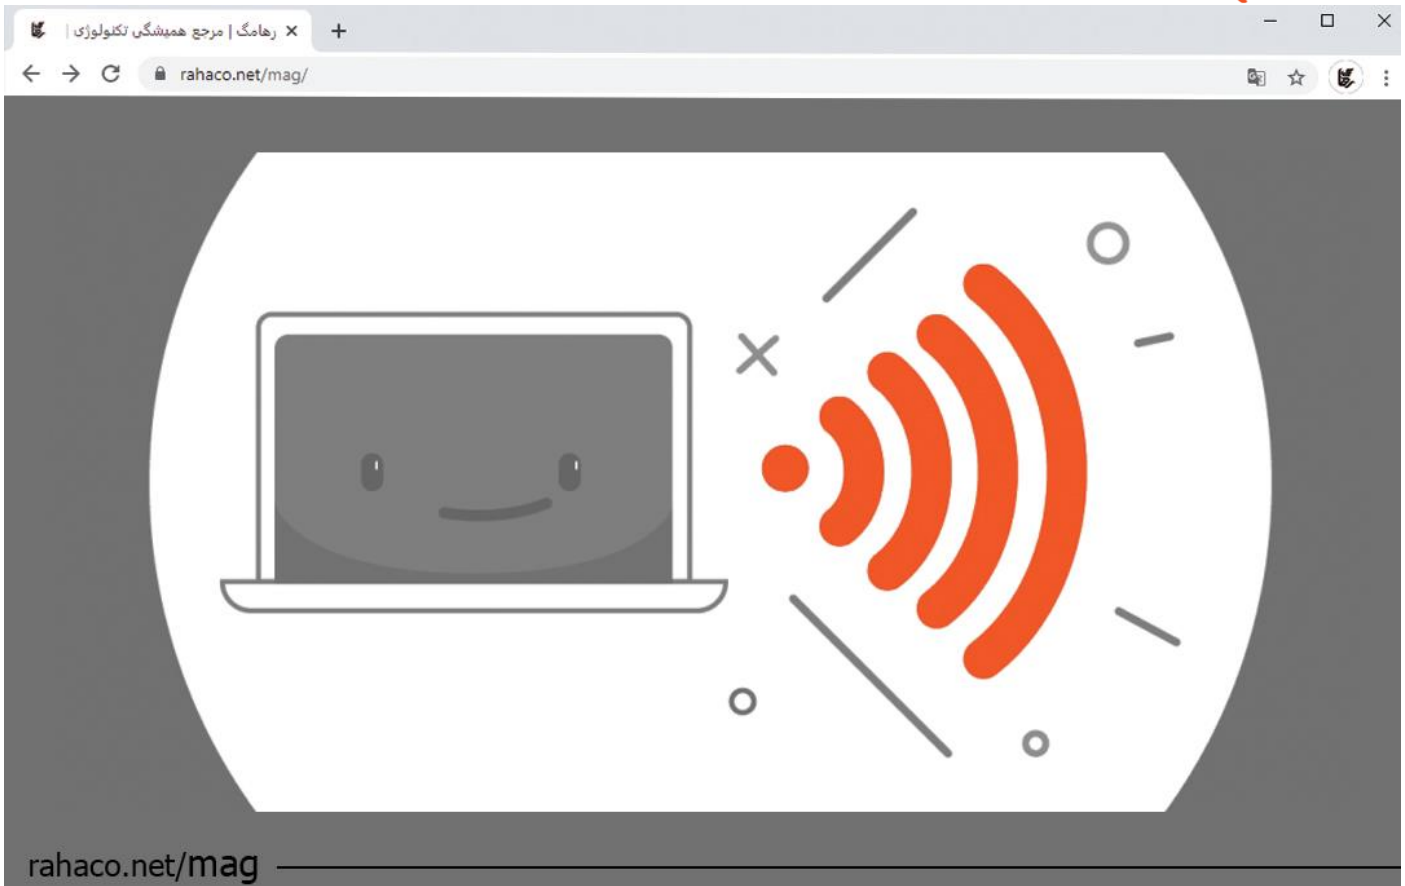 رهامگ | مرجع همیشگی تکنولوژی |
rahaco.net/mag/
rahaco.net/mag